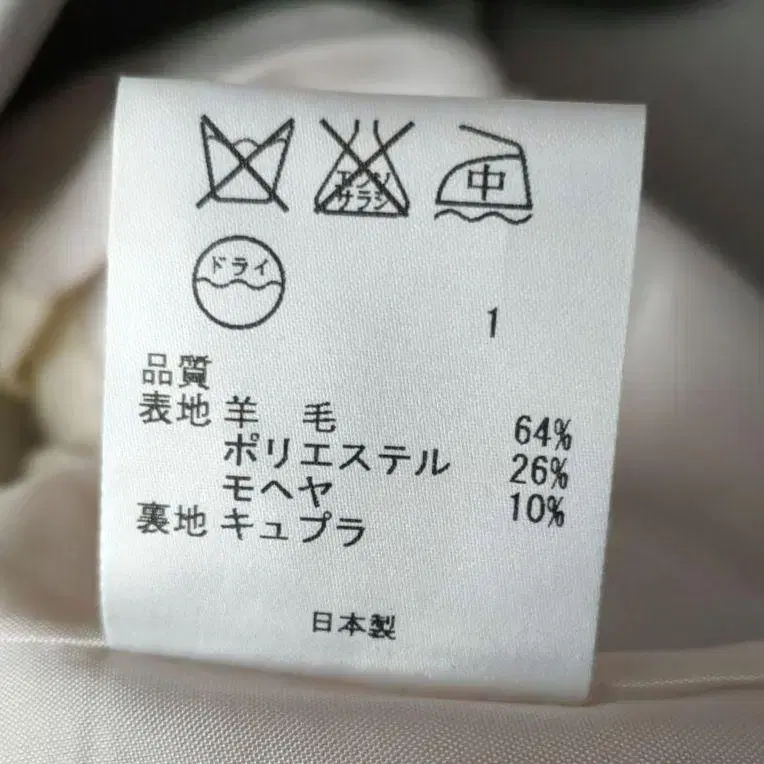 エンソ
サラシ
中
ドライ
1
品質
表地 羊 毛 64%
ポリエステル 26%
モヘヤ 10%
裏地 キュプラ
日本製